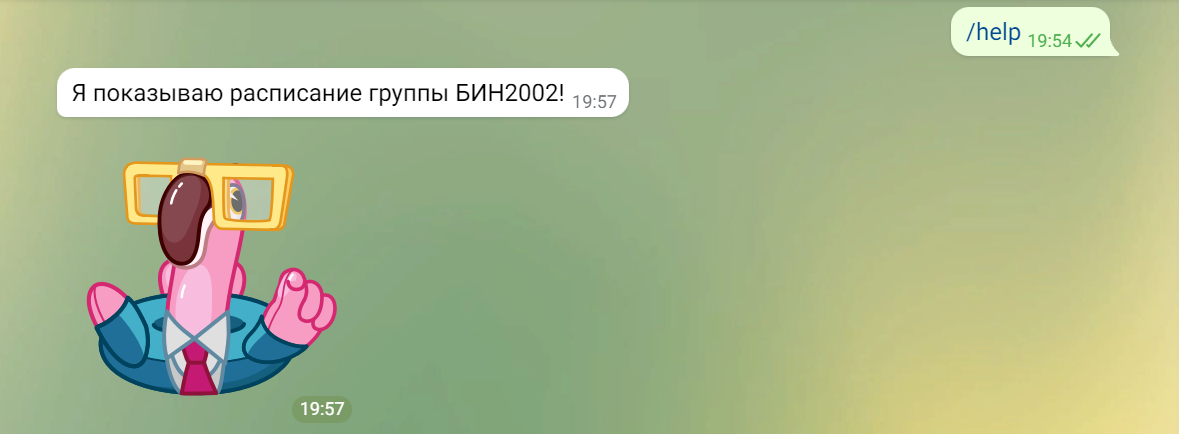 /help 19:54
Я показываю расписание группы БИН2002! 19:57
19:57